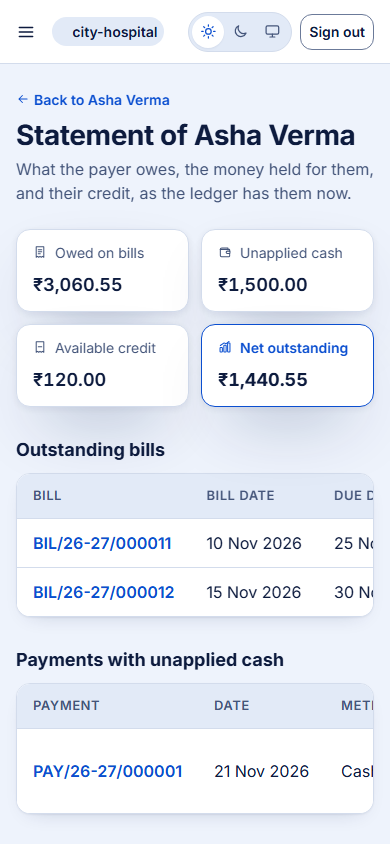 city-hospital
Sign out
← Back to Asha Verma
Statement of Asha Verma
What the payer owes, the money held for them,
and their credit, as the ledger has them now.
Owed on bills
₹3,060.55
Unapplied cash
₹1,500.00
Available credit
₹120.00
Net outstanding
₹1,440.55
Outstanding bills
BILL BILL DATE DUE
BIL/26-27/000011 10 Nov 2026 25
BIL/26-27/000012 15 Nov 2026 30
Payments with unapplied cash
PAYMENT DATE
PAY/26-27/000001 21 Nov 2026